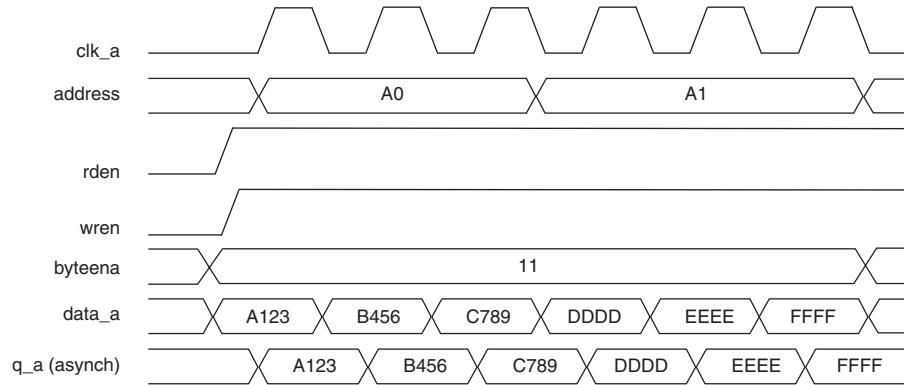 clk_a
address A0 A1
rden
wren
byteena 11
data_a A123 B456 C789 DDDD EEEE FFFF
q_a (asynch) A123 B456 C789 DDDD EEEE FFFF